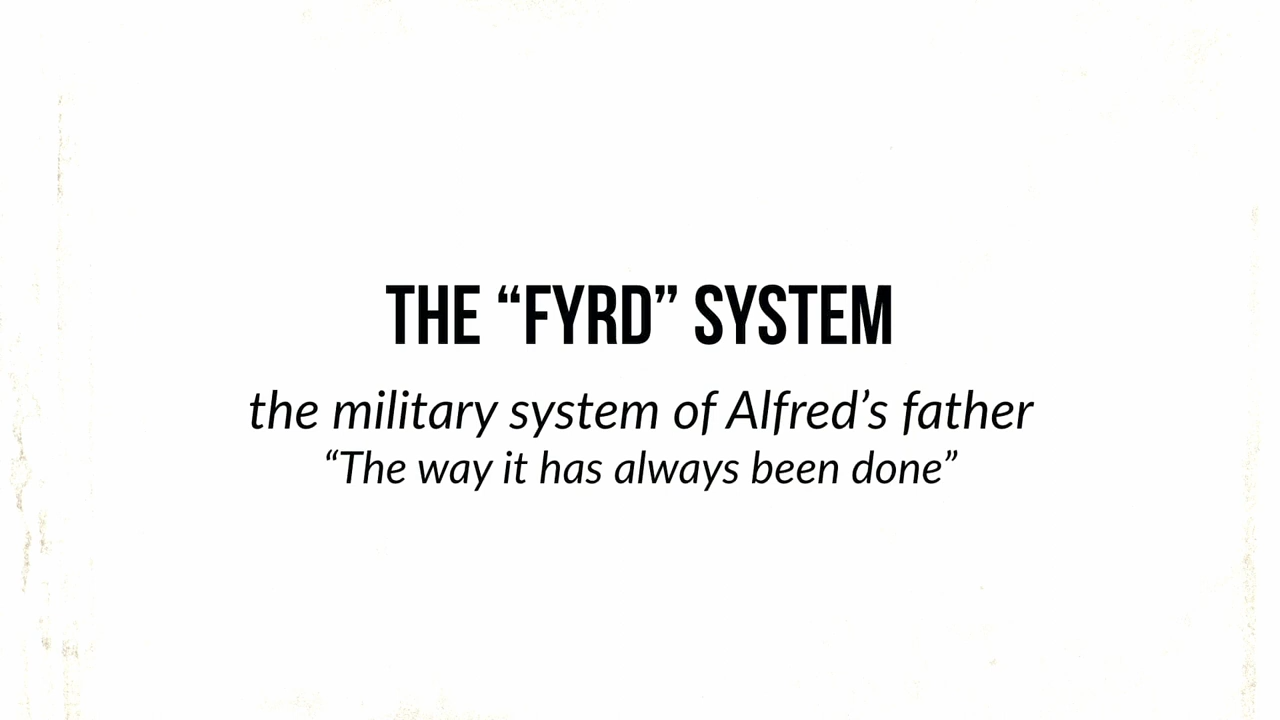 THE “FYRD” SYSTEM
the military system of Alfred’s father
“The way it has always been done”